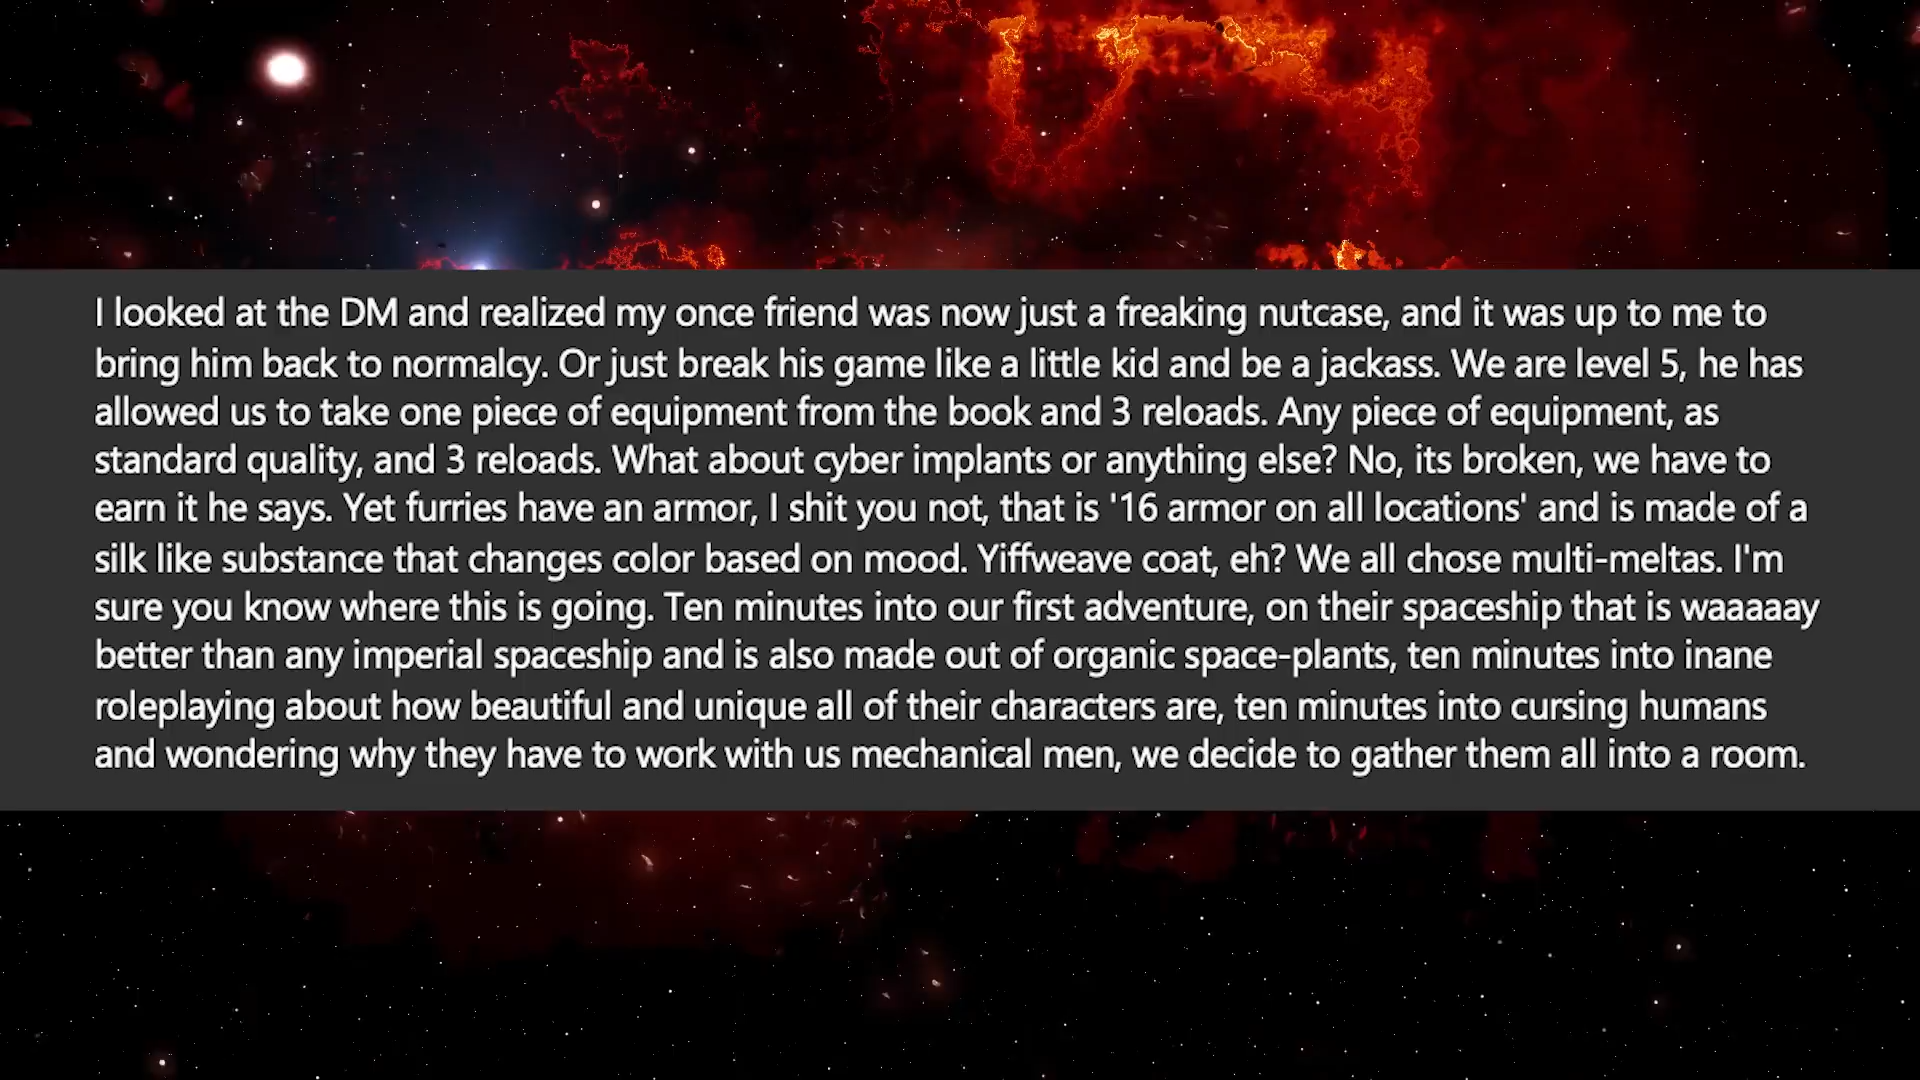 I looked at the DM and realized my once friend was now just a freaking nutcase, and it was up to me to
bring him back to normalcy. Or just break his game like a little kid and be a jackass. We are level 5, he has
allowed us to take one piece of equipment from the book and 3 reloads. Any piece of equipment, as
standard quality, and 3 reloads. What about cyber implants or anything else? No, its broken, we have to
earn it he says. Yet furries have an armor, I shit you not, that is '16 armor on all locations' and is made of a
silk like substance that changes color based on mood. Yiffweave coat, eh? We all chose multi-meltas. I'm
sure you know where this is going. Ten minutes into our first adventure, on their spaceship that is waaaaay
better than any imperial spaceship and is also made out of organic space-plants, ten minutes into inane
roleplaying about how beautiful and unique all of their characters are, ten minutes into cursing humans
and wondering why they have to work with us mechanical men, we decide to gather them all into a room.